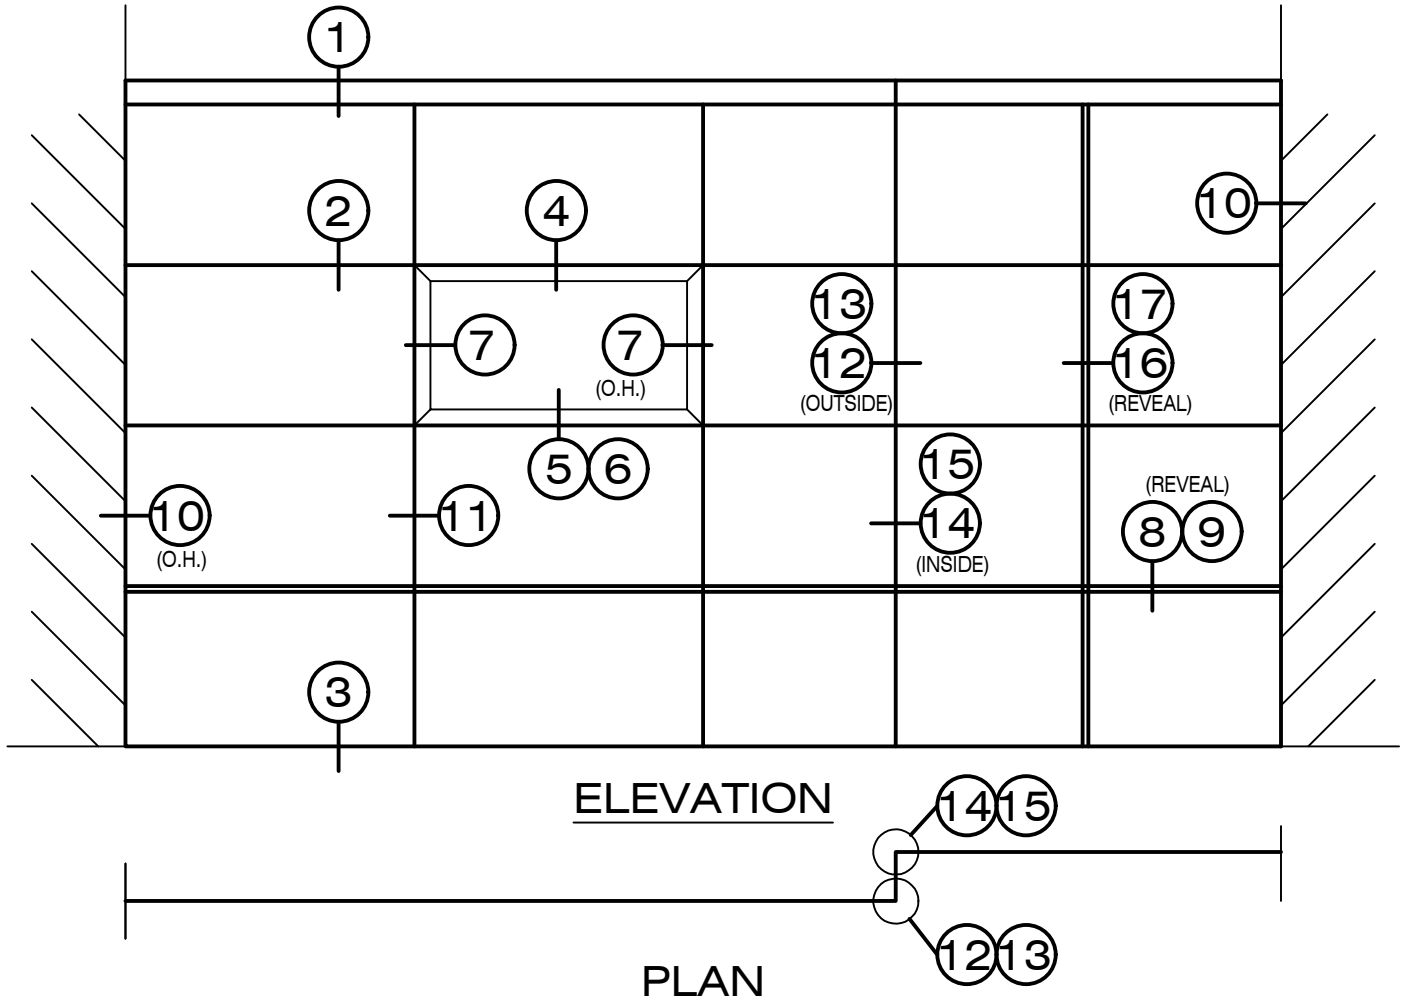 1
2
4
10
13
17
7
7
12
16
(O.H.)
(OUTSIDE)
(REVEAL)
5 6
15
(REVEAL)
10
11
14
8 9
(O.H.)
(INSIDE)
3
ELEVATION
14 15
12 13
PLAN